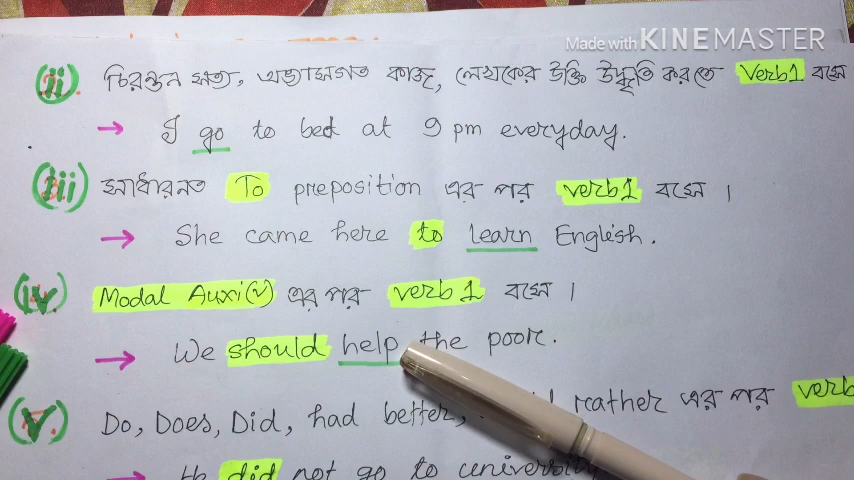 Made with KINEMASTER
(ii) চিরন্তন সত্য, অভ্যাসগত কাজ, লেখকের উক্তি উদ্ধৃতি করতে Verb1 বসে
→ I go to bed at 9 pm everyday.
(iii) সাধারনত To preposition এর পর verb1 বসে।
→ She came here to learn English.
(iv) Modal Auxi(v) এর পর verb1 বসে।
→ We should help the poor.
(v) Do, Does, Did, had better, rather এর পর verb
→ He did not go to university